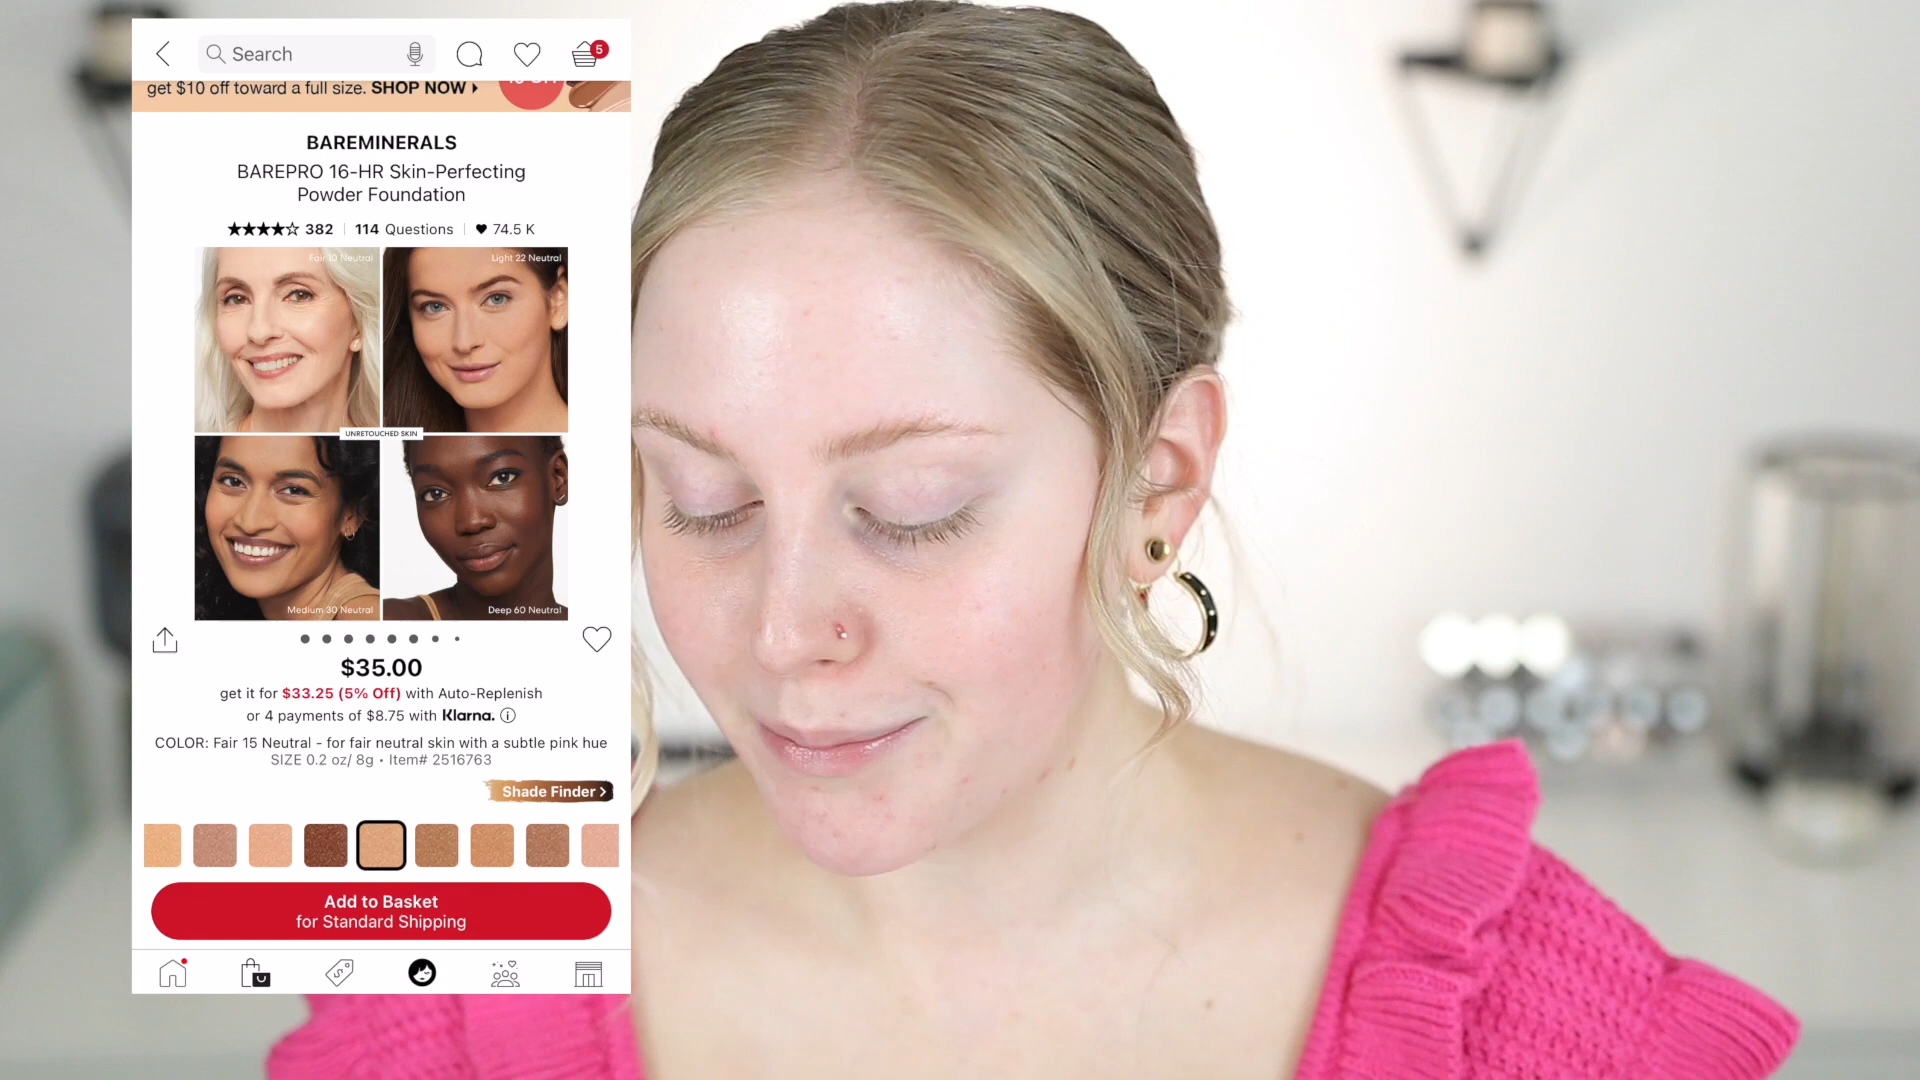 Search
5
get $10 off toward a full size. SHOP NOW
BAREMINERALS
BAREPRO 16-HR Skin-Perfecting
Powder Foundation
382 | 114 Questions | 74.5 K
Fair 10 Neutral
Light 22 Neutral
UNRETOUCHED SKIN
Medium 30 Neutral
Deep 60 Neutral
$35.00
get it for $33.25 (5% Off) with Auto-Replenish
or 4 payments of $8.75 with Klarna.
COLOR: Fair 15 Neutral - for fair neutral skin with a subtle pink hue
SIZE 0.2 oz/ 8g • Item# 2516763
Shade Finder >
Add to Basket
for Standard Shipping